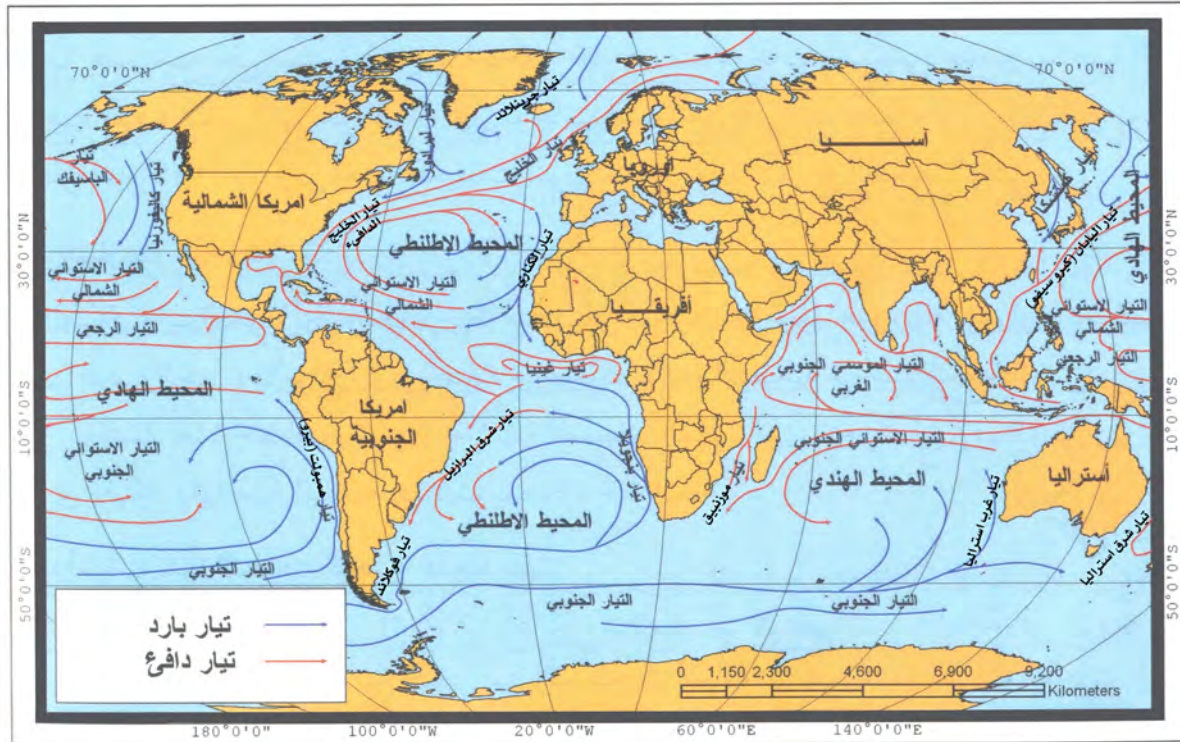 70°0'0"N
70°0'0"N
تيار جرينلاند
تيار لبرادور
تيار الخليج
آسيا
أوروبا
تيار
الباسيفك
تيار كاليفورنيا
امريكا الشمالية
تيار الخليج
الدافيء
المحيط الاطلنطي
تيار الكناري
المحيط الهادي
تيار اليابان (كيرو سيفو)
30°0'0"N
30°0'0"N
التيار الاستوائي
الشمالي
التيار الاستوائي
الشمالي
التيار الاستوائي
الشمالي
أفريقيا
التيار الرجعي
تيار غينيا
التيار الموسمي الجنوبي
الغربي
التيار الرجعي
المحيط الهادي
امريكا
الجنوبية
10°0'0"S
10°0'0"S
التيار الاستوائي
الجنوبي
تيار همبولت (بيرو)
تيار شرق البرازيل
تيار بنجويلا
تيار موزنبيق
التيار الاستوائي الجنوبي
المحيط الهندي
تيار غرب استراليا
أستراليا
تيار شرق استراليا
المحيط الاطلنطي
تيار فوكلاند
التيار الجنوبي
التيار الجنوبي
التيار الجنوبي
50°0'0"S
50°0'0"S
تيار بارد
تيار دافئ
0 1,150 2,300 4,600 6,900 9,200
Kilometers
180°0'0"
100°0'0"W
20°0'0"W
60°0'0"E
140°0'0"E